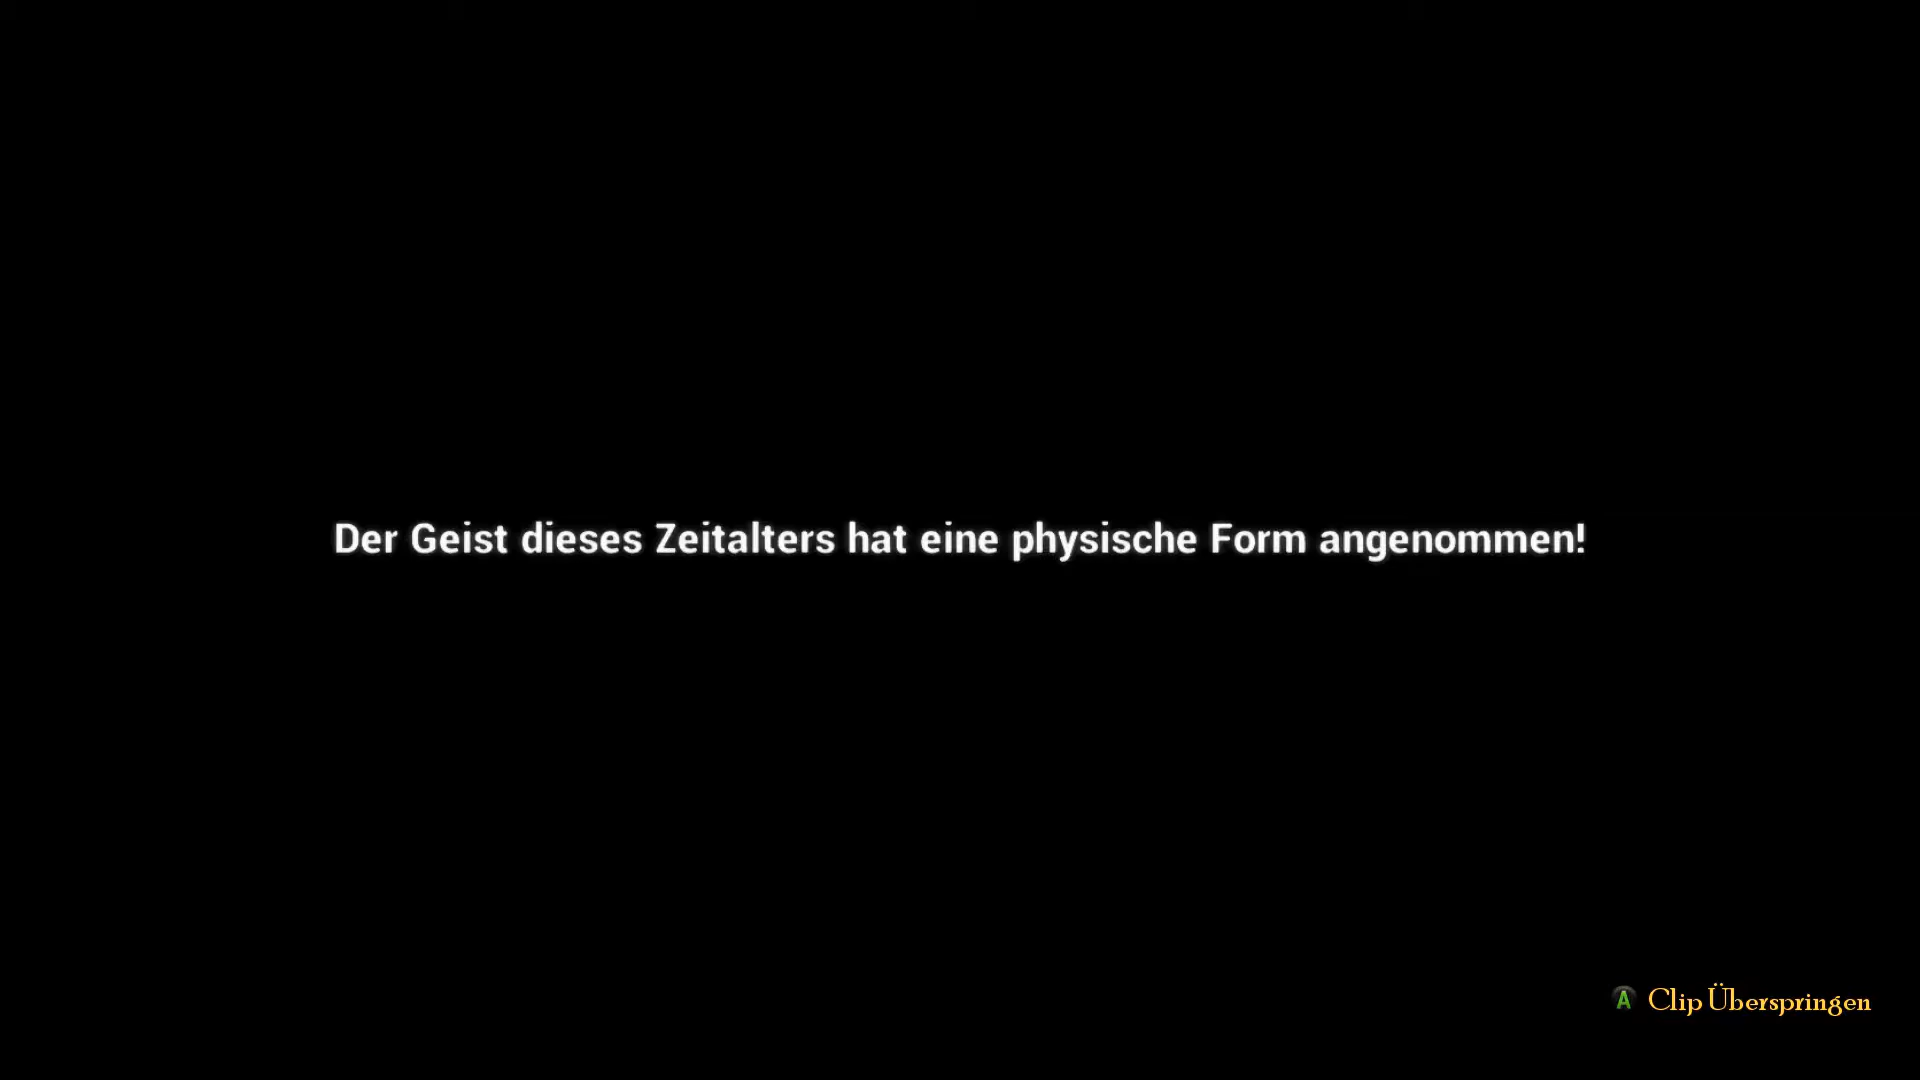 Der Geist dieses Zeitalters hat eine physische Form angenommen!
A Clip Überspringen